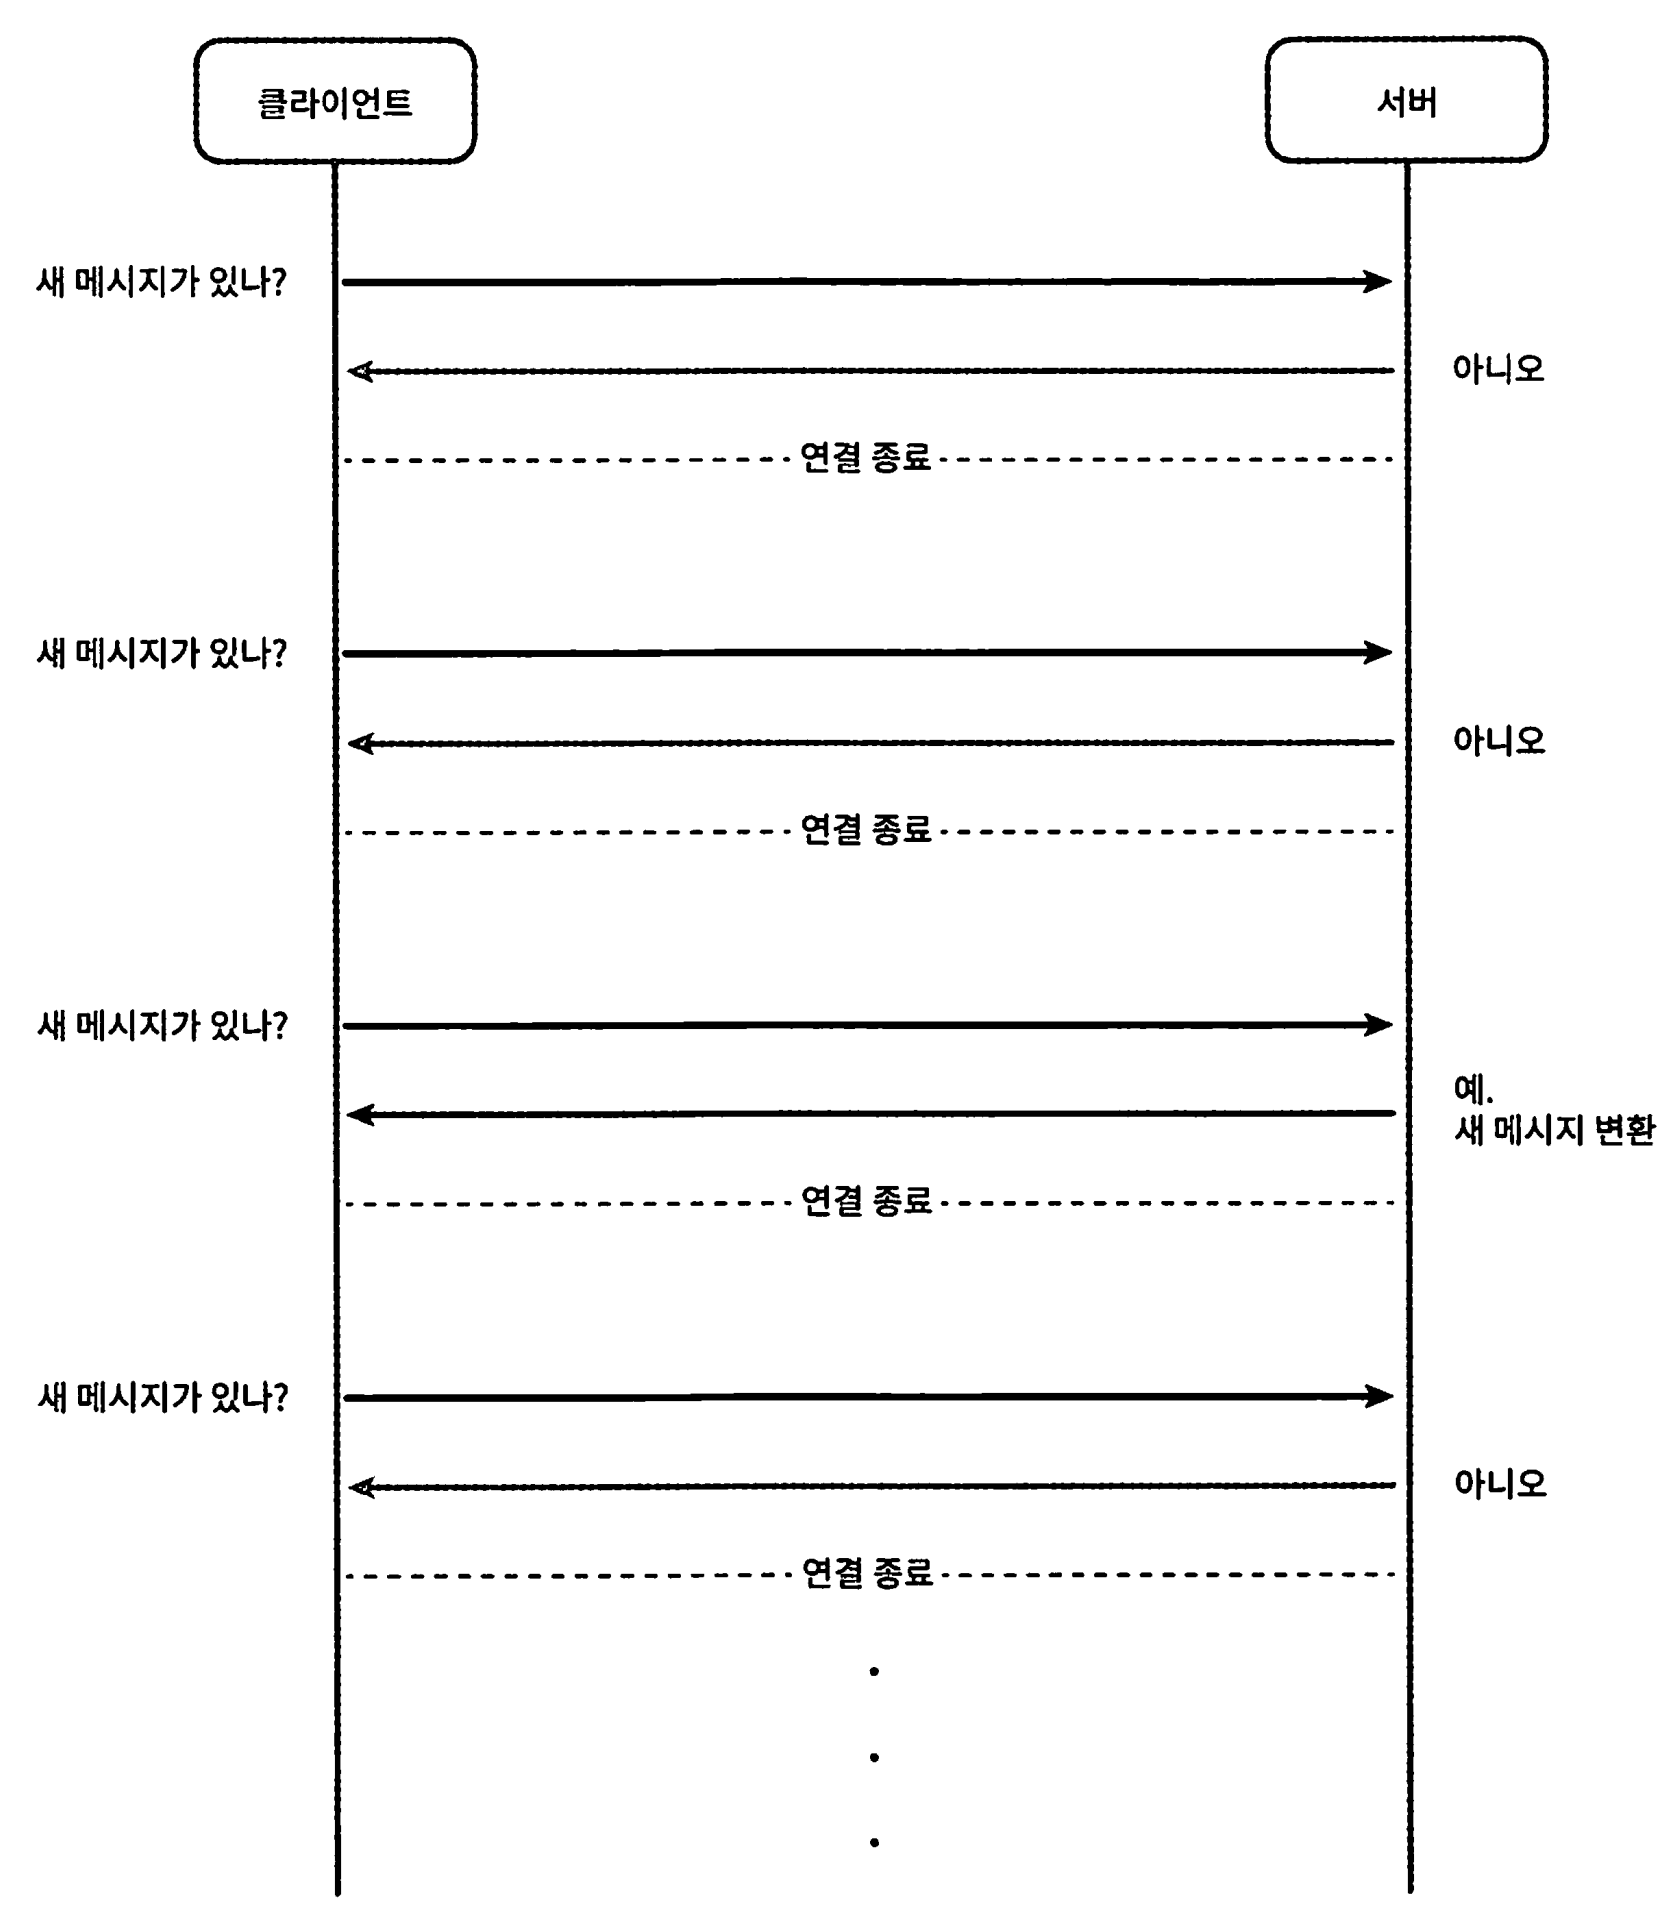 클라이언트
서버
새 메시지가 있나?
아니오
연결 종료
새 메시지가 있나?
아니오
연결 종료
새 메시지가 있나?
예.
새 메시지 변환
연결 종료
새 메시지가 있나?
아니오
연결 종료